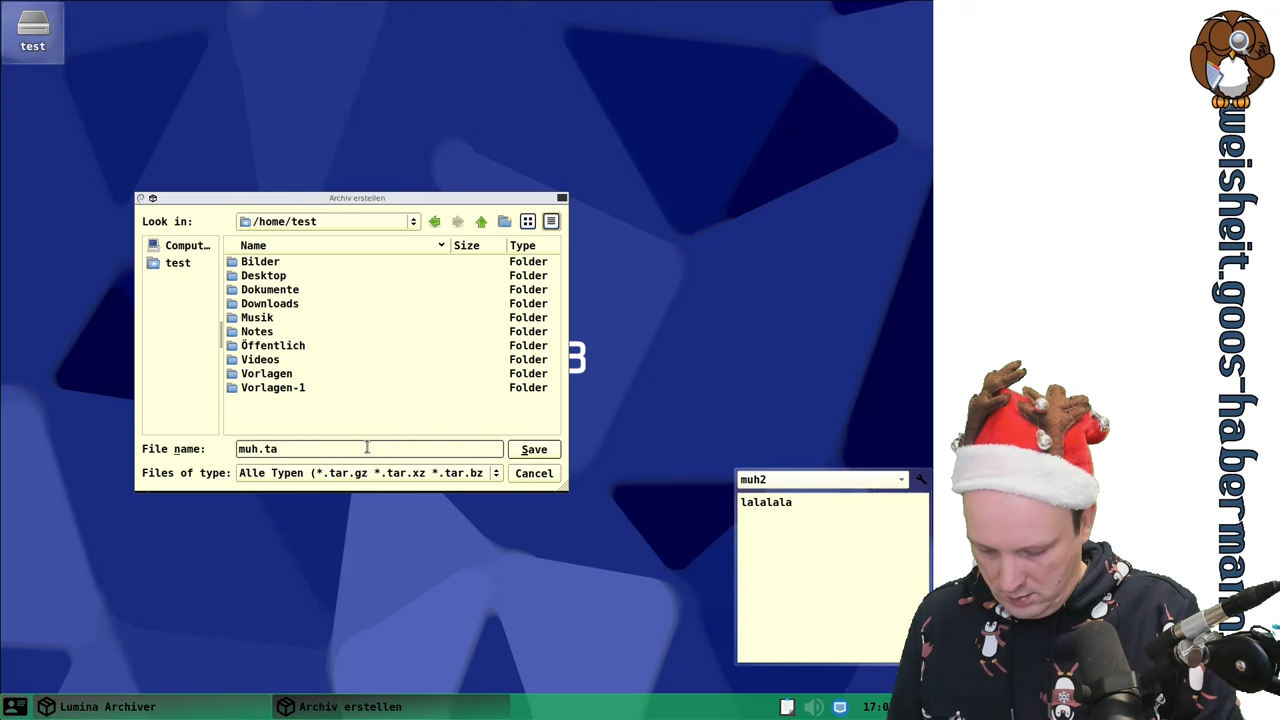 test
Archiv erstellen
Look in:
/home/test
Comput...
test
Name
Size
Type
Bilder
Folder
Desktop
Folder
Dokumente
Folder
Downloads
Folder
Musik
Folder
Notes
Folder
Öffentlich
Folder
Videos
Folder
Vorlagen
Folder
Vorlagen-1
Folder
File name:
muh.ta
Save
Files of type:
Alle Typen (*.tar.gz *.tar.xz *.tar.bz
Cancel
muh2
lalalala
Lumina Archiver
Archiv erstellen
weisheit.goos-habermann